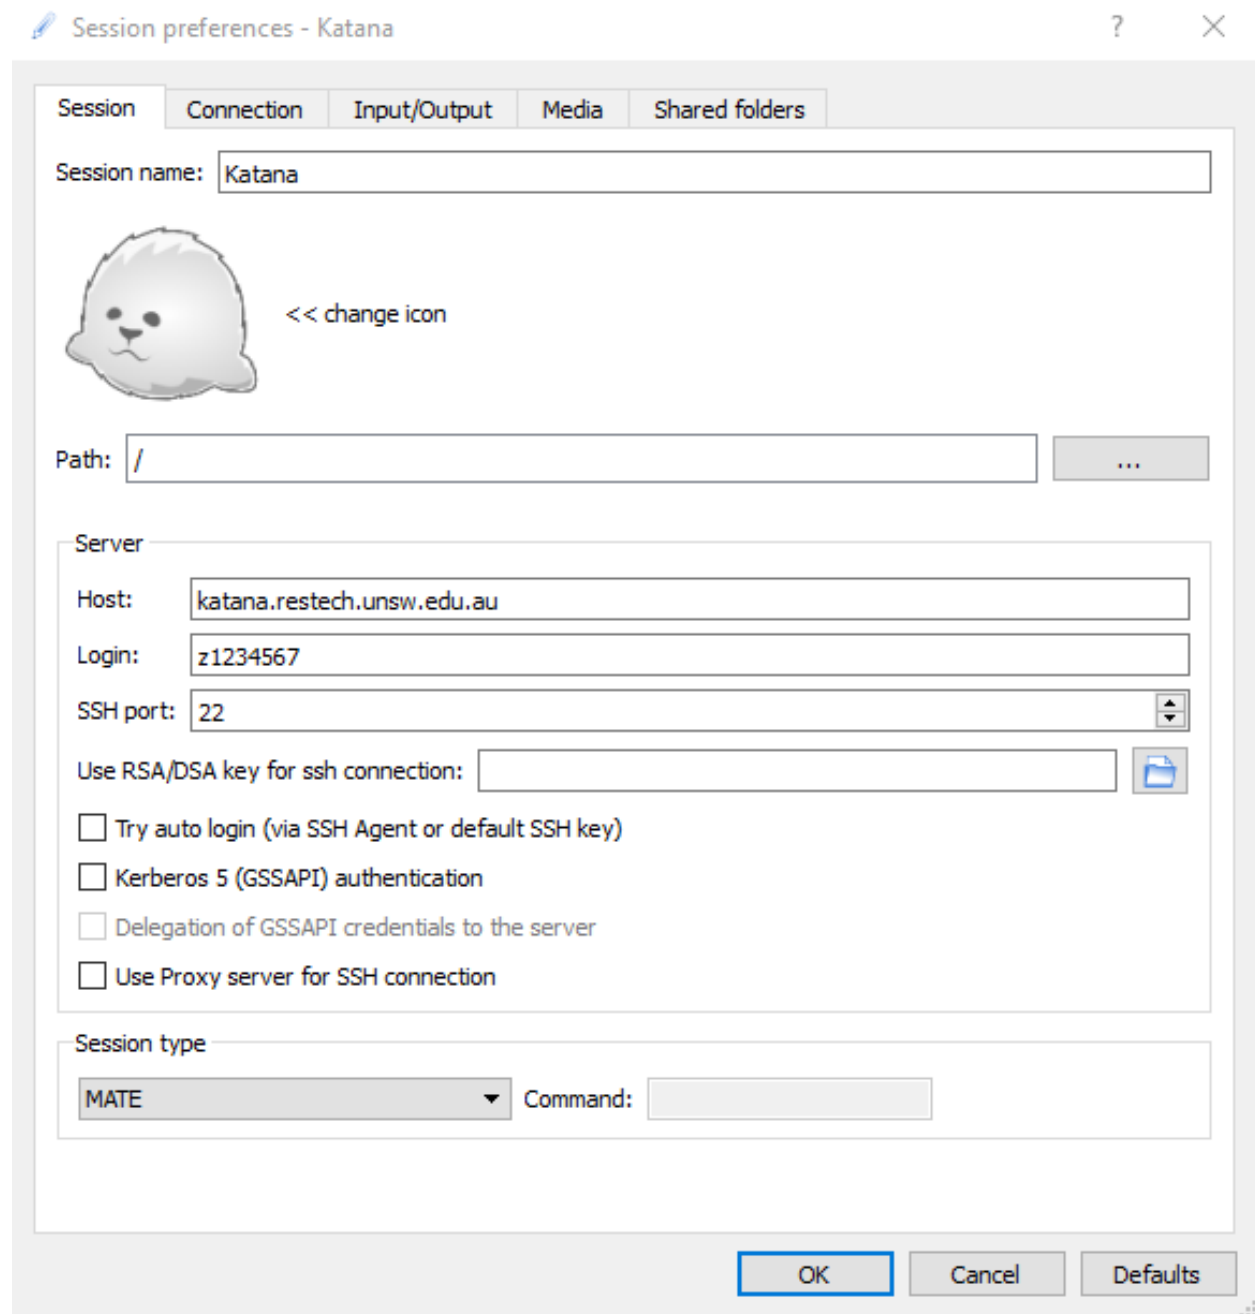 Session preferences - Katana
Session Connection Input/Output Media Shared folders
Session name: Katana
<< change icon
Path: / ...
Server
Host: katana.restech.unsw.edu.au
Login: z1234567
SSH port: 22
Use RSA/DSA key for ssh connection:
Try auto login (via SSH Agent or default SSH key)
Kerberos 5 (GSSAPI) authentication
Delegation of GSSAPI credentials to the server
Use Proxy server for SSH connection
Session type
MATE Command:
OK Cancel Defaults